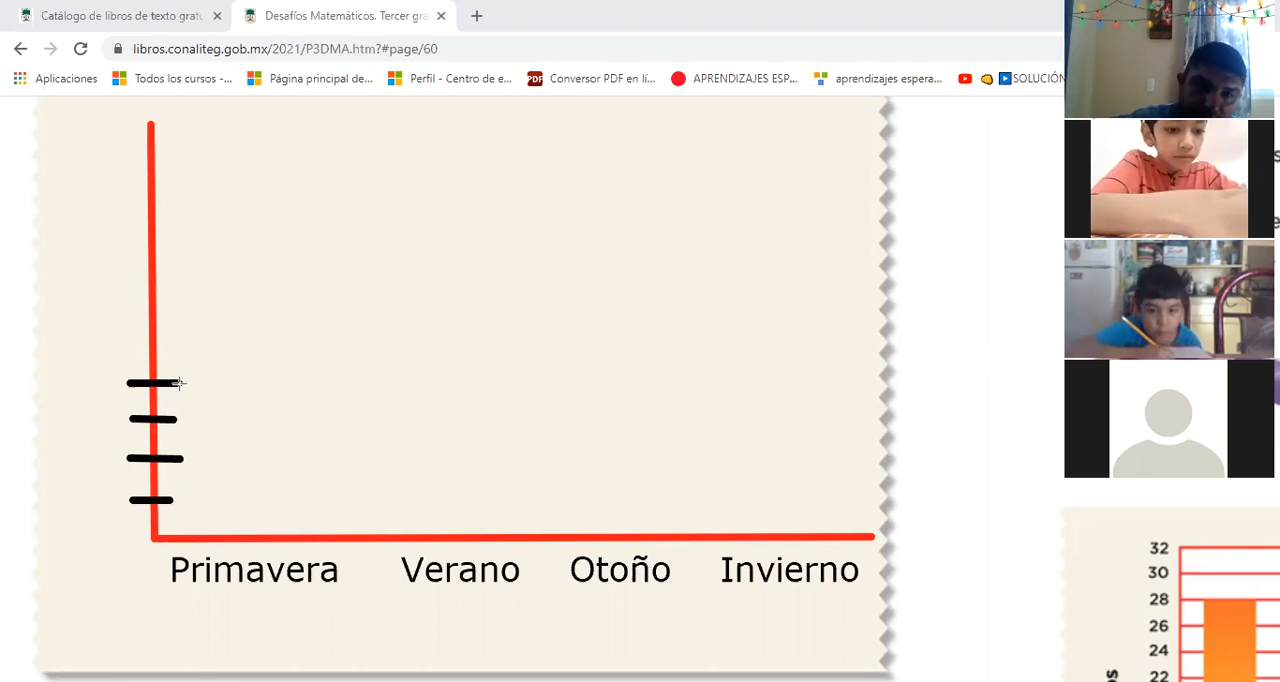 Catálogo de libros de texto gratu
Desafíos Matemáticos. Tercer gra
libros.conaliteg.gob.mx/2021/P3DMA.htm?#page/60
Aplicaciones
Todos los cursos -...
Página principal de...
Perfil - Centro de e...
PDF
Conversor PDF en lí...
APRENDIZAJES ESP...
aprendizajes espera...
SOLUCIÓN
Primavera Verano Otoño Invierno
32
30
28
26
24
22